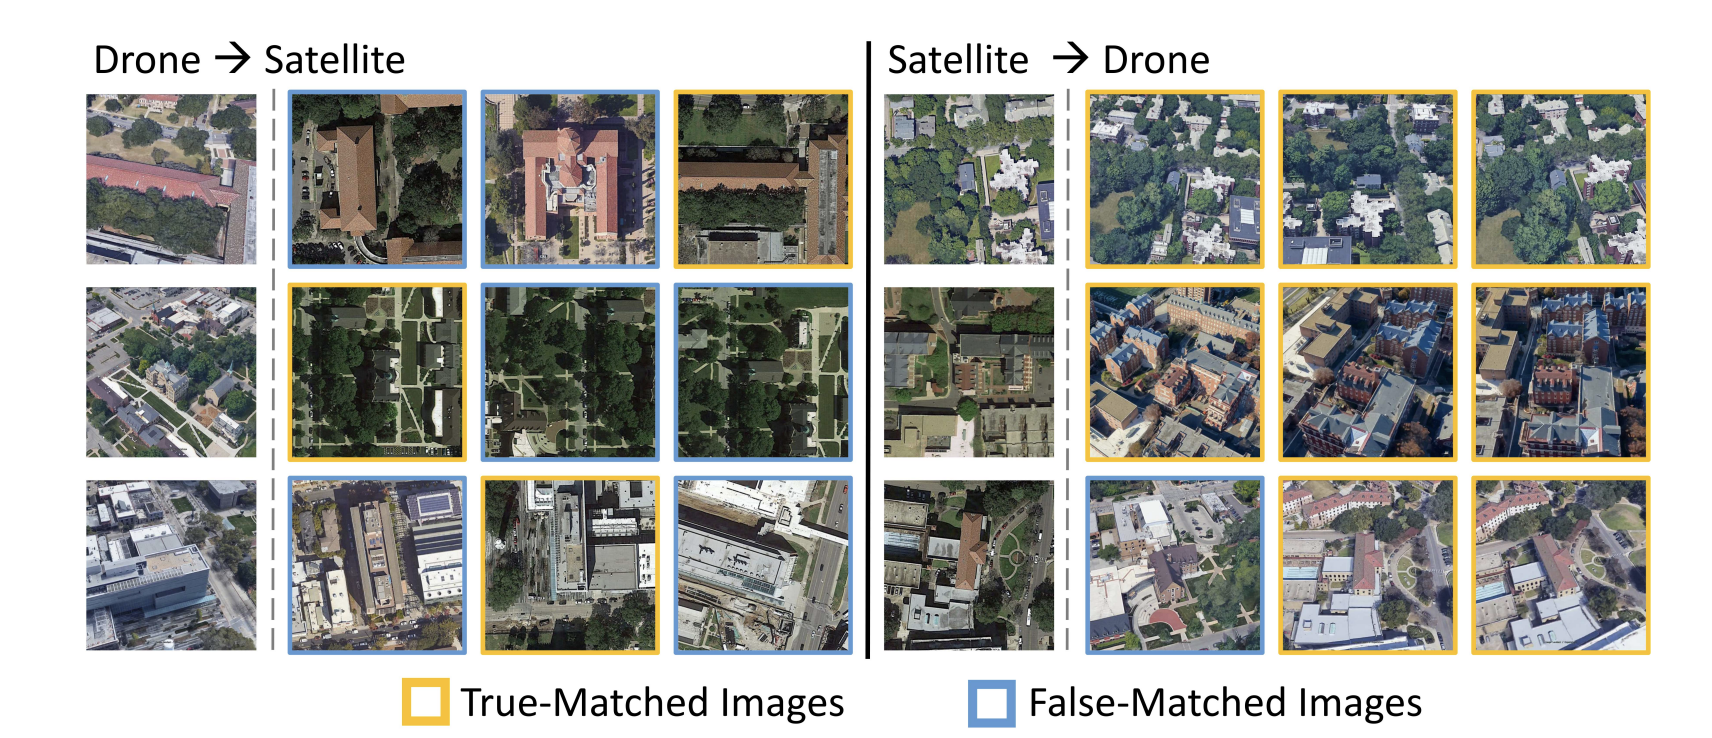 Drone → Satellite
Satellite → Drone
True-Matched Images
False-Matched Images